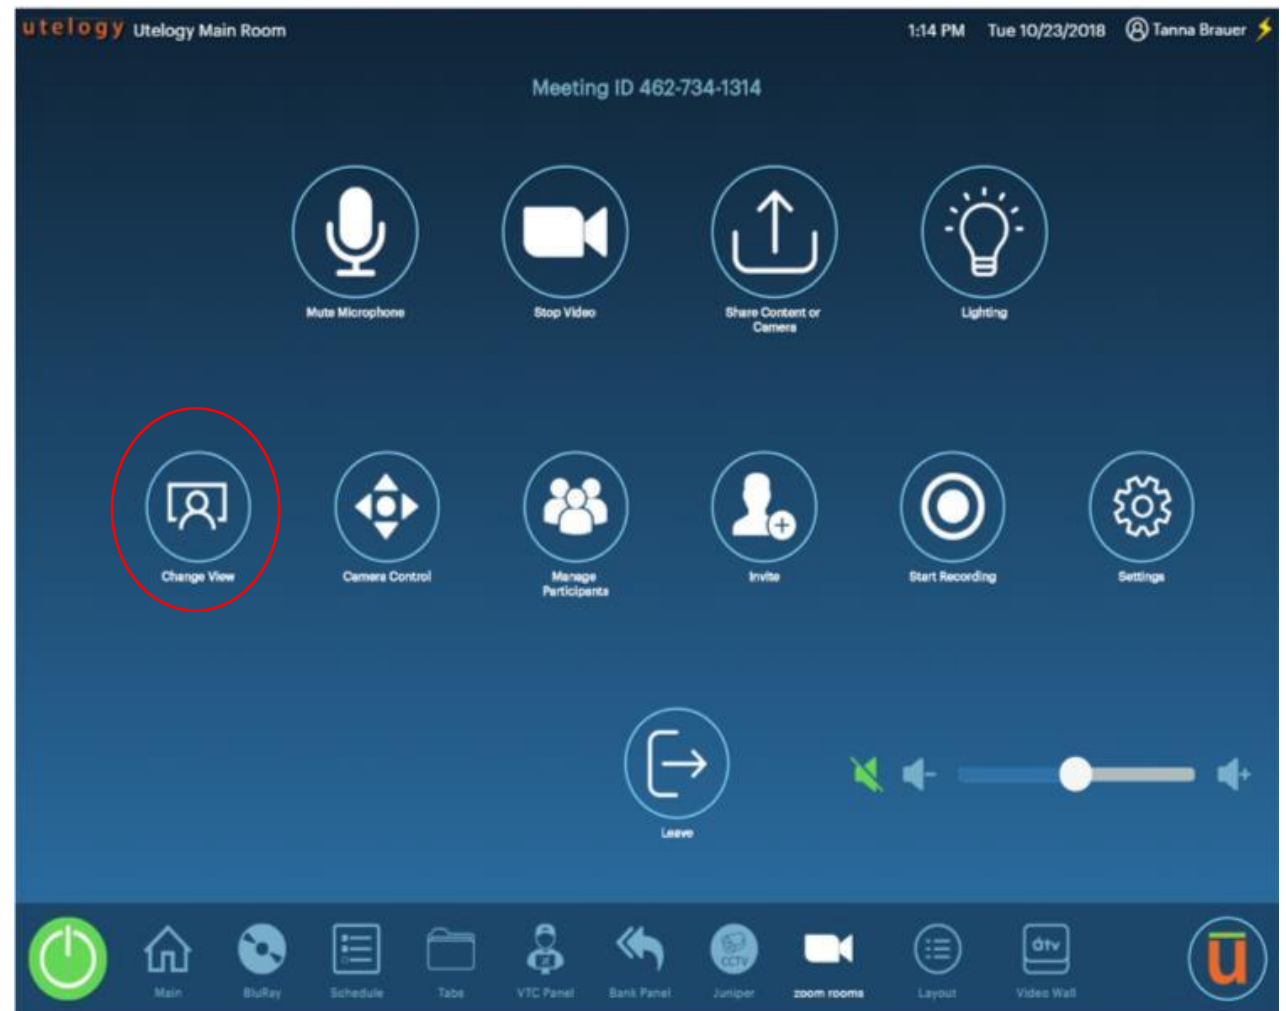 utelogy Utelogy Main Room 1:14 PM Tue 10/23/2018 Tanna Brauer
Meeting ID 462-734-1314
Mute Microphone Stop Video Share Content or Lighting
Camera
Change View Camera Control Manage Invite Start Recording Settings
Participants
Leave
CCTV ötv
Main BluRay Schedule Tabs VTC Panel Bank Panel Juniper zoom rooms Layout Video Wall